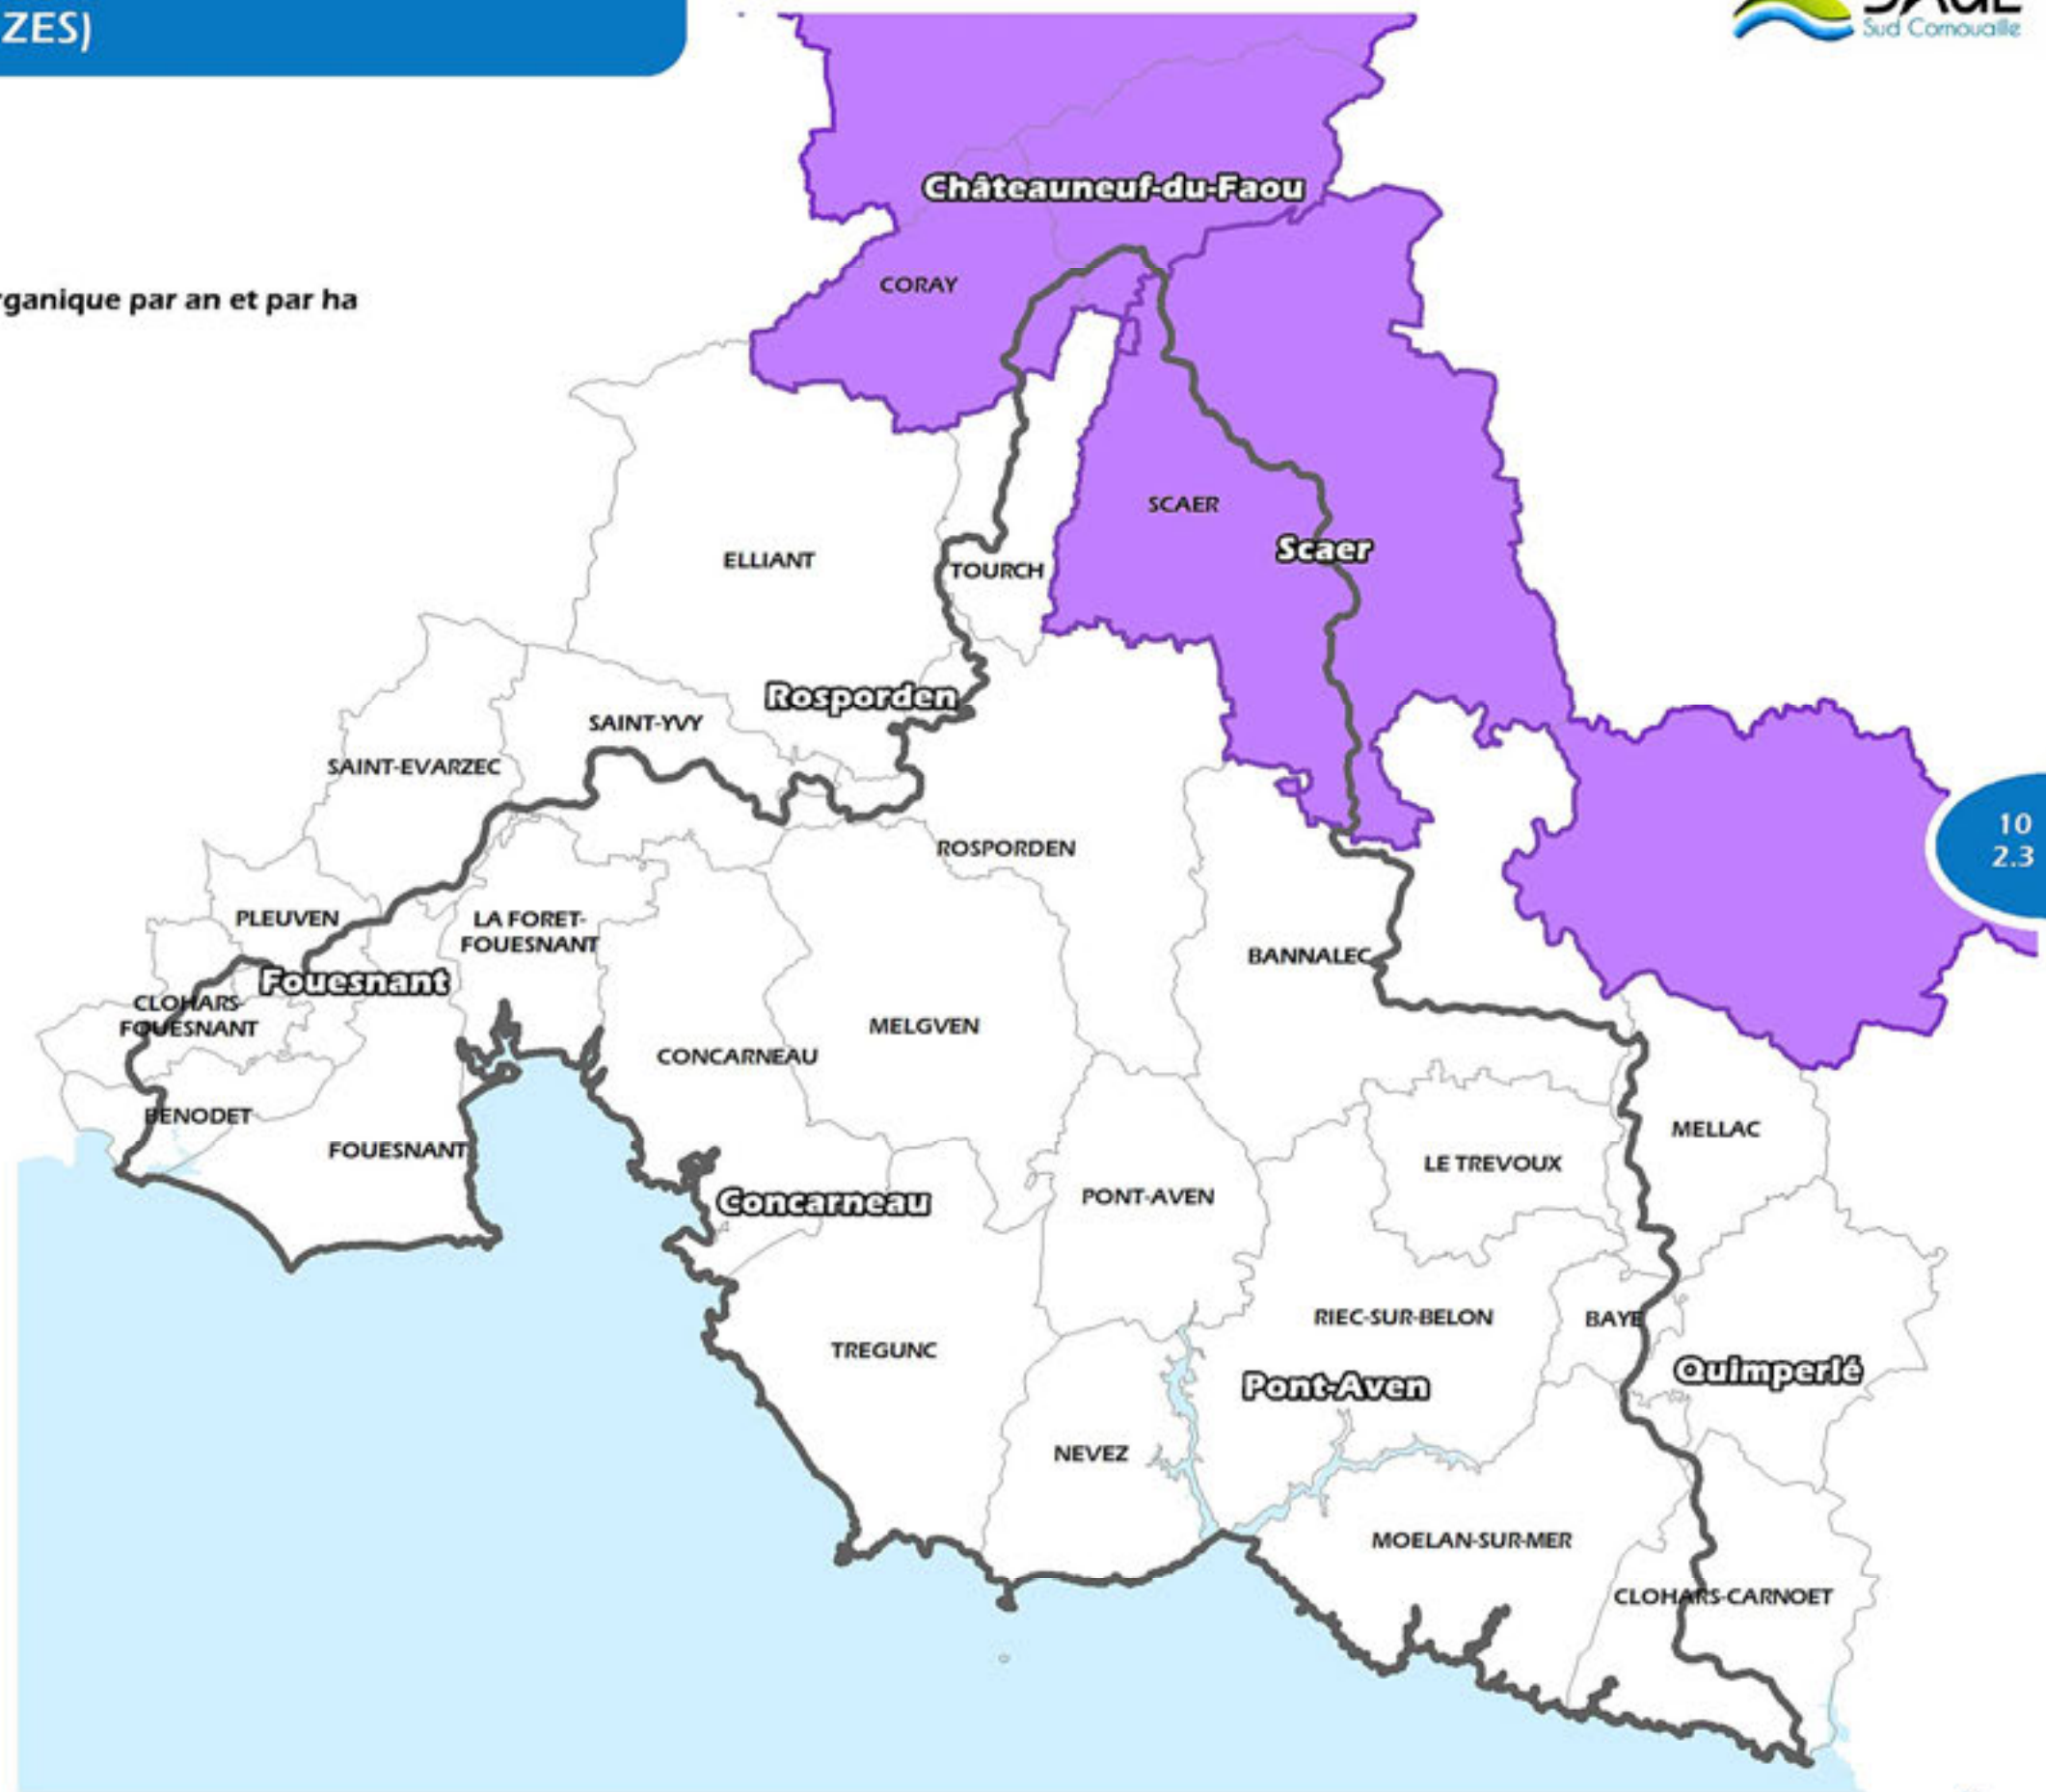 ZES)
SAGE
Sud Cornouaille
Châteauneuf-du-Faou
CORAY
rganique par an et par ha
SCAER
Scaer
ELLIANT
TOURCH
Rosporden
SAINT-YVY
SAINT-EVARZEC
10
2.3
ROSPORDEN
PLEUVEN
LA FORET-
FOUESNANT
BANNALEC
Fouesnant
CLOHARS-
FOUESNANT
MELGVEN
CONCARNEAU
BENODET
MELLAC
FOUESNANT
LE TREVOUX
Concarneau
PONT-AVEN
RIEC-SUR-BELON
BAYE
TREGUNC
Quimperlé
Pont-Aven
NEVEZ
MOELAN-SUR-MER
CLOHARS-CARNOET